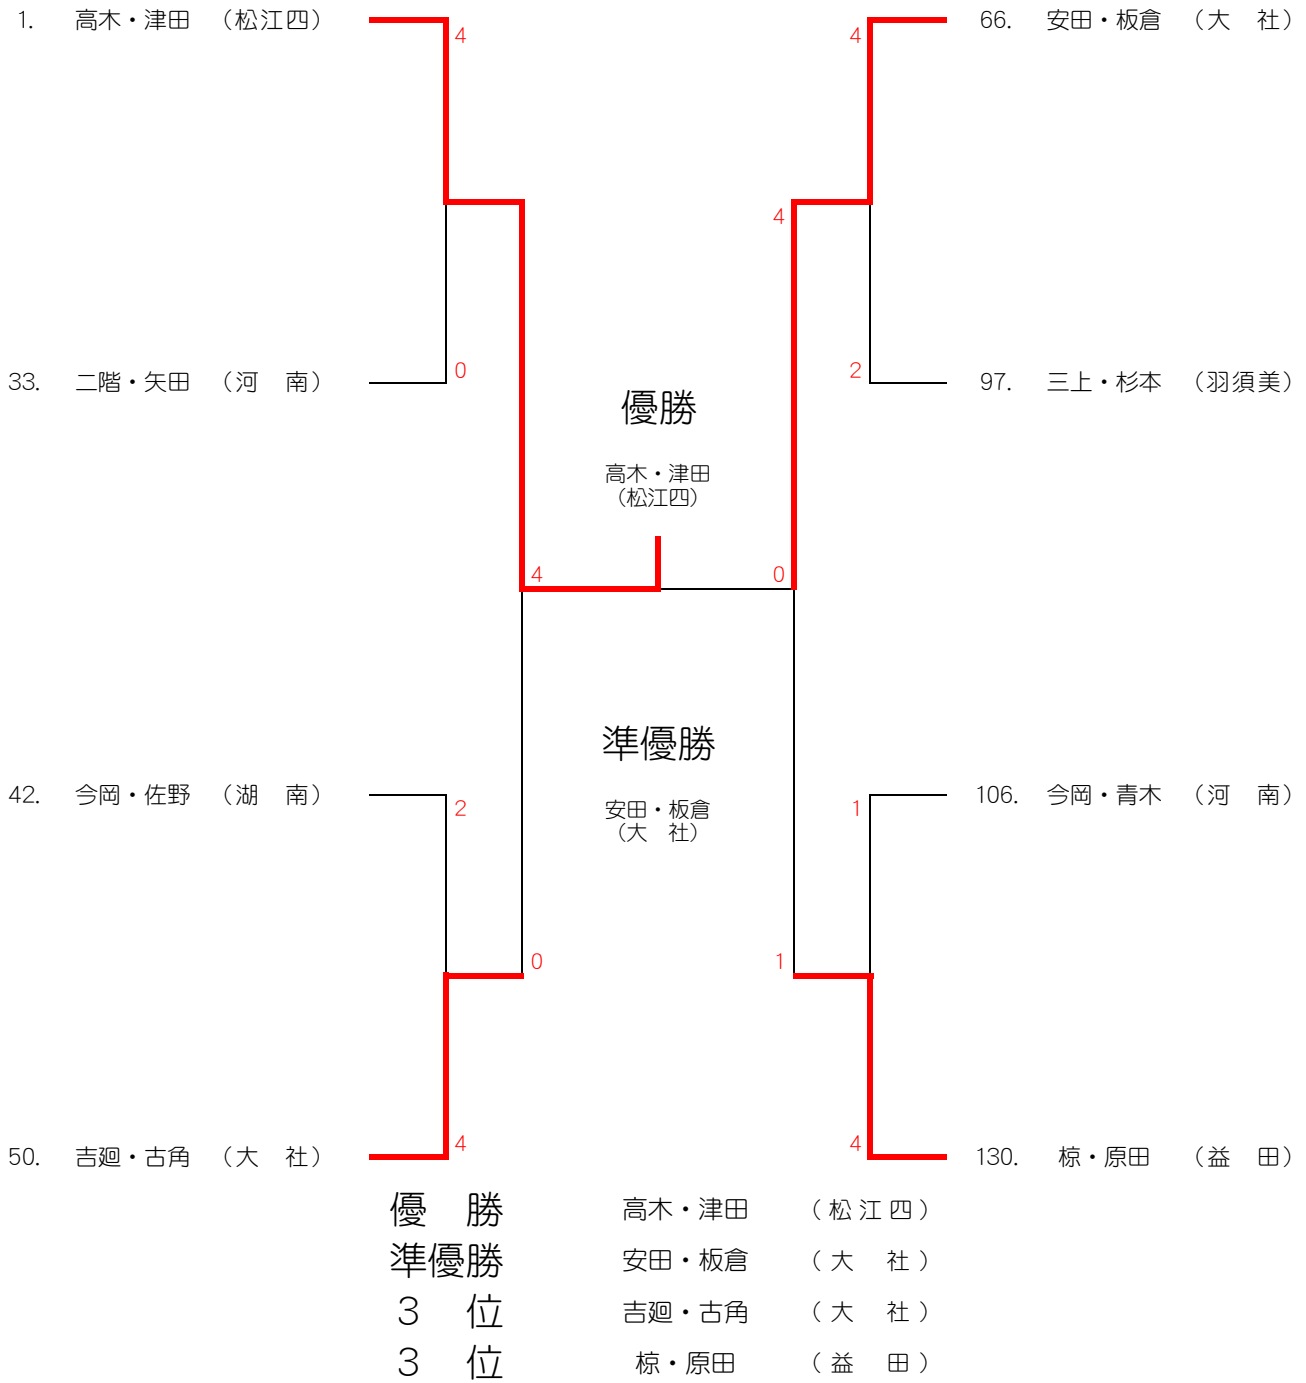 1. 高木・津田 （松江四） 4 4 66. 安田・板倉 （大　社）
4
33. 二階・矢田 （河　南） 0 2 97. 三上・杉本 （羽須美）
優勝
高木・津田
（松江四）
4 0
準優勝
42. 今岡・佐野 （湖　南） 2 1 106. 今岡・青木 （河　南）
安田・板倉
（大　社）
0 1
50. 吉廻・古角 （大　社） 4 4 130. 椋・原田 （益　田）
優　勝 高木・津田 （松江四）
準優勝 安田・板倉 （大　社）
３　位 吉廻・古角 （大　社）
３　位 椋・原田 （益　田）